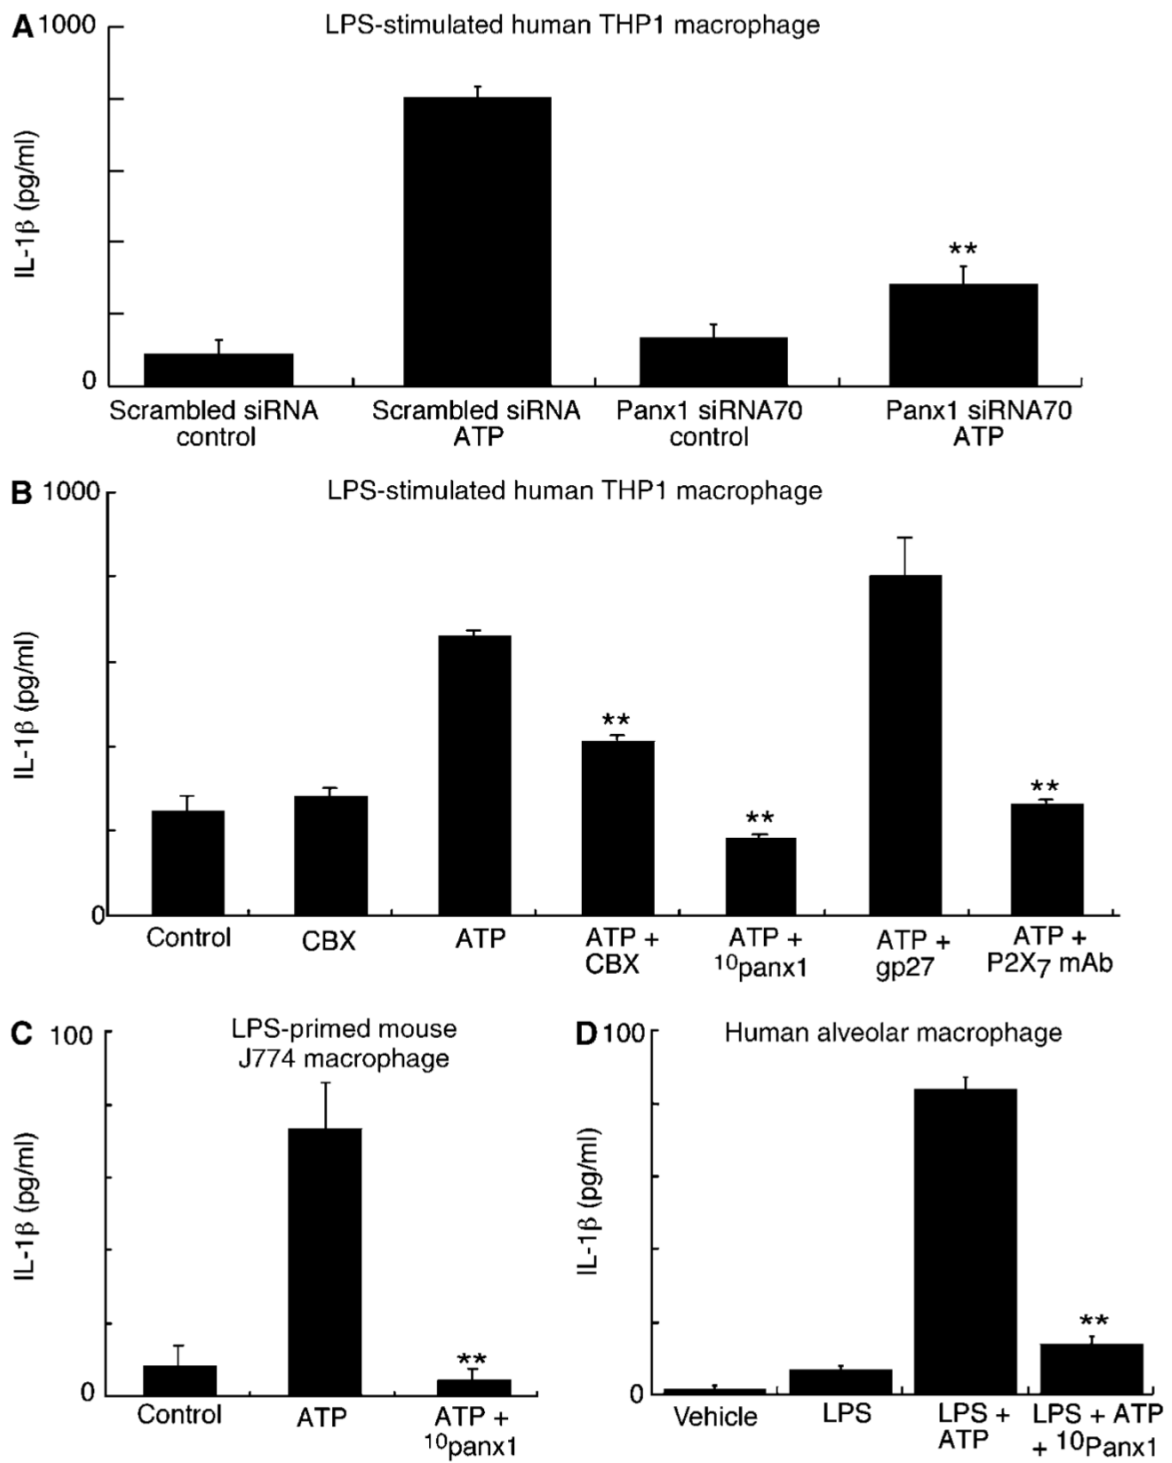 A 1000 LPS-stimulated human THP1 macrophage
IL-1β (pg/ml)
**
0
Scrambled siRNA control
Scrambled siRNA ATP
Panx1 siRNA70 control
Panx1 siRNA70 ATP
B 1000 LPS-stimulated human THP1 macrophage
IL-1β (pg/ml)
**
**
**
0
Control
CBX
ATP
ATP +
CBX
ATP +
¹⁰panx1
ATP +
gp27
ATP +
P2X₇ mAb
C 100 LPS-primed mouse
J774 macrophage
IL-1β (pg/ml)
**
0
Control
ATP
ATP +
¹⁰panx1
D 100 Human alveolar macrophage
IL-1β (pg/ml)
**
0
Vehicle
LPS
LPS +
ATP
LPS + ATP
+ ¹⁰Panx1